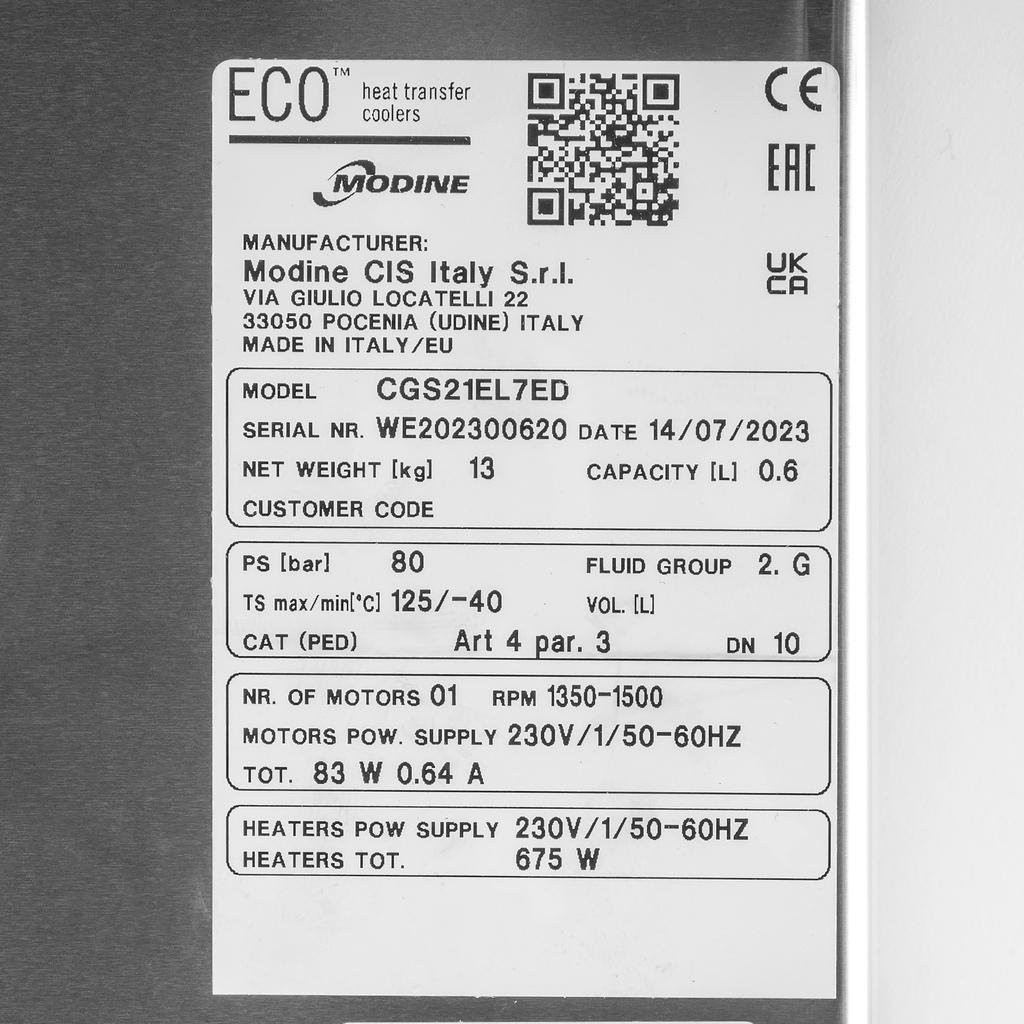 ECO™ heat transfer
coolers
MODINE
CE
EAC
UK
CA
MANUFACTURER:
Modine CIS Italy S.r.l.
VIA GIULIO LOCATELLI 22
33050 POCENIA (UDINE) ITALY
MADE IN ITALY/EU
MODEL CGS21EL7ED
SERIAL NR. WE202300620 DATE 14/07/2023
NET WEIGHT [kg] 13 CAPACITY [L] 0.6
CUSTOMER CODE
PS [bar] 80 FLUID GROUP 2. G
TS max/min[°C] 125/-40 VOL. [L]
CAT (PED) Art 4 par. 3 DN 10
NR. OF MOTORS 01 RPM 1350-1500
MOTORS POW. SUPPLY 230V/1/50-60HZ
TOT. 83 W 0.64 A
HEATERS POW SUPPLY 230V/1/50-60HZ
HEATERS TOT. 675 W